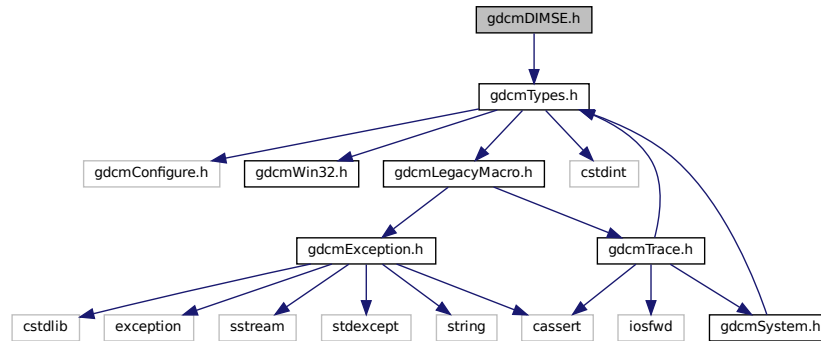 gdcmDIMSE.h
gdcmTypes.h
gdcmConfigure.h
gdcmWin32.h
gdcmLegacyMacro.h
cstdint
gdcmException.h
gdcmTrace.h
cstdlib
exception
sstream
stdexcept
string
cassert
iosfwd
gdcmSystem.h